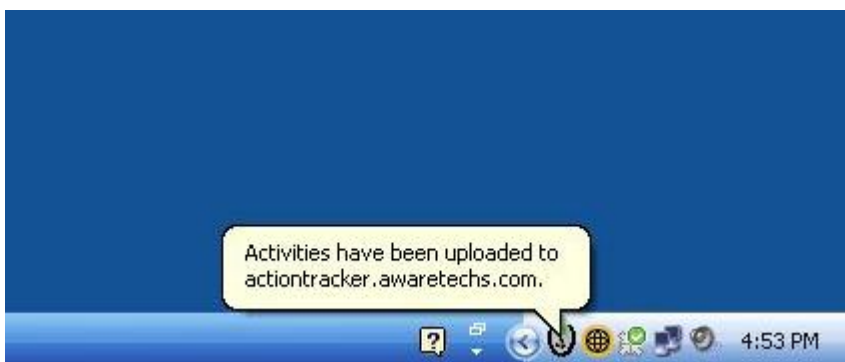 Activities have been uploaded to
actiontracker.awaretechs.com.
4:53 PM